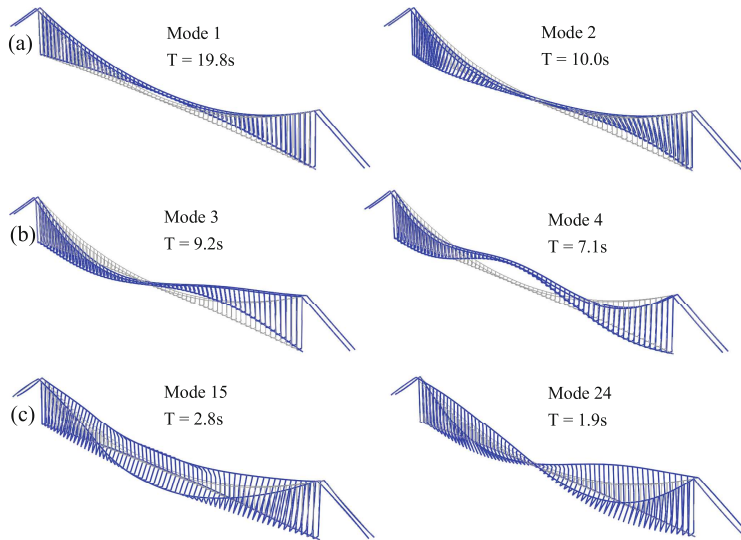 (a)
Mode 1
T = 19.8s
Mode 2
T = 10.0s
(b)
Mode 3
T = 9.2s
Mode 4
T = 7.1s
(c)
Mode 15
T = 2.8s
Mode 24
T = 1.9s